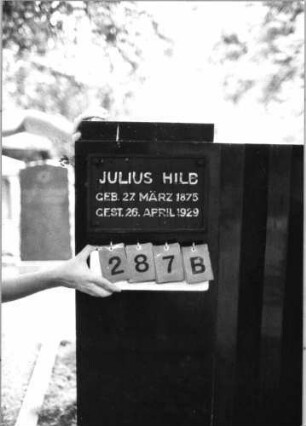 JULIUS HILB
GEB. 27. MÄRZ 1875
GEST. 26. APRIL 1929
287B